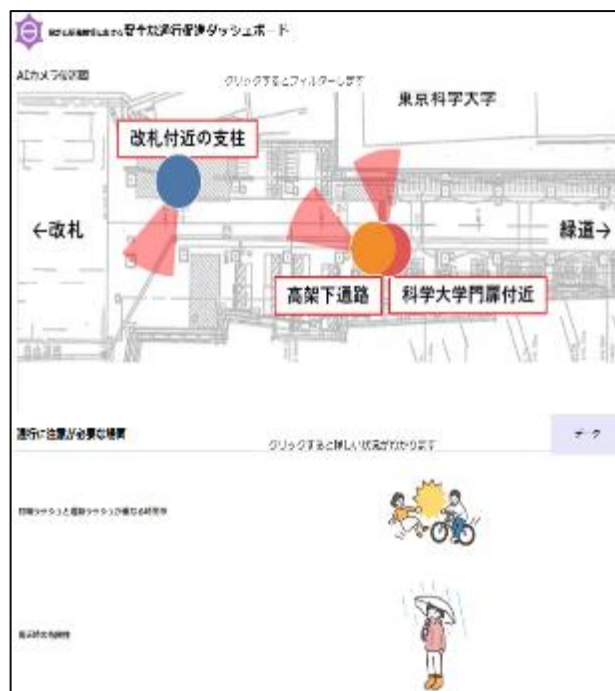 安全な通行促進ダッシュボード
AIカメラ位置図
クリックするとフィルターします
東京科学大学
改札付近の支柱
←改札
緑道→
高架下通路
科学大学門扉付近
通行に注意が必要な場面
クリックすると詳しい状況がわかります
データ